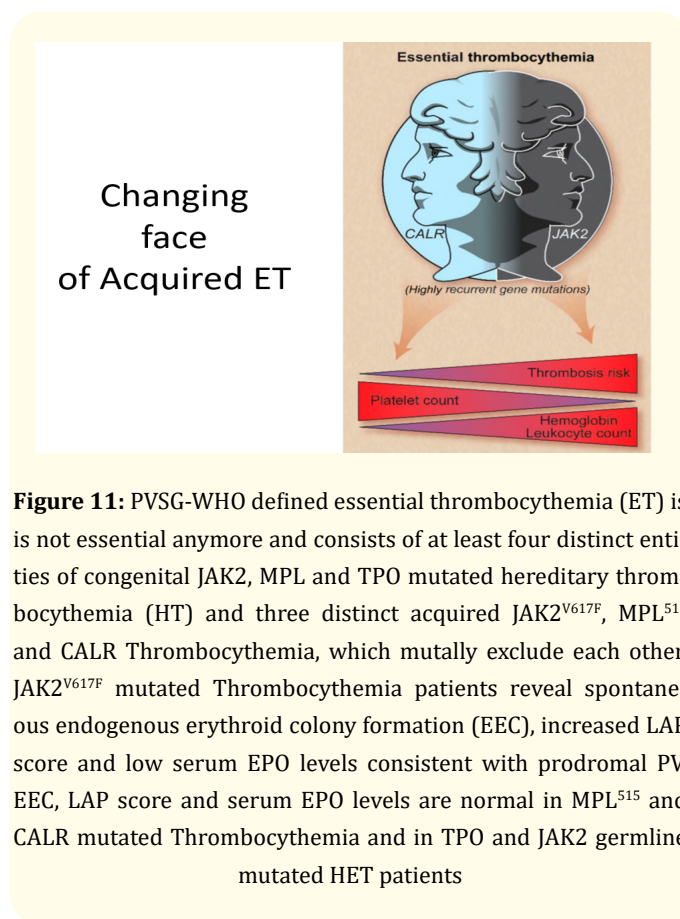 Changing
face
of Acquired ET
Essential thrombocythemia
CALR
JAK2
(Highly recurrent gene mutations)
Thrombosis risk
Platelet count
Hemoglobin
Leukocyte count
Figure 11: PVSG-WHO defined essential thrombocythemia (ET) is
is not essential anymore and consists of at least four distinct enti
ties of congenital JAK2, MPL and TPO mutated hereditary throm
bocythemia (HT) and three distinct acquired JAK2V617F, MPL51
and CALR Thrombocythemia, which mutally exclude each other
JAK2V617F mutated Thrombocythemia patients reveal spontane
ous endogenous erythroid colony formation (EEC), increased LAP
score and low serum EPO levels consistent with prodromal PV
EEC, LAP score and serum EPO levels are normal in MPL515 and
CALR mutated Thrombocythemia and in TPO and JAK2 germline
mutated HET patients